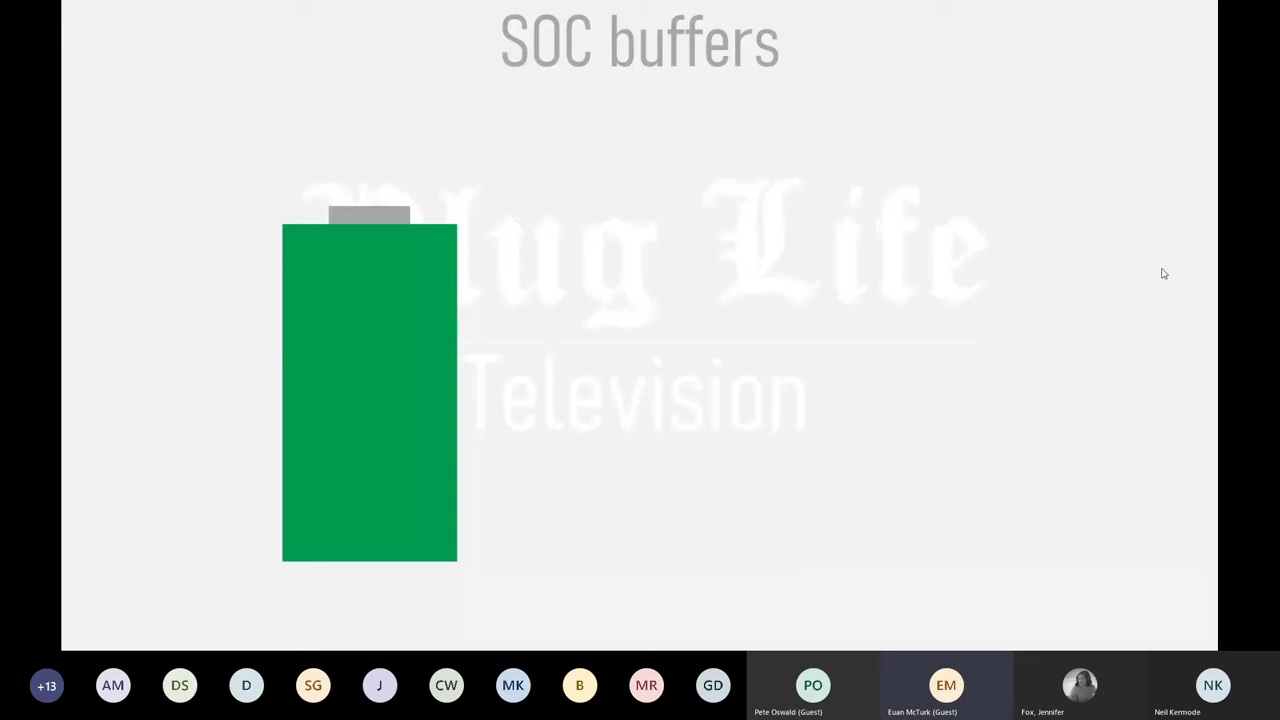 SOC buffers
Plug Life
Television
+13
AM
DS
D
SG
J
CW
MK
B
MR
GD
PO
EM
NK
Pete Oswald (Guest)
Euan McTurk (Guest)
Fox, Jennifer
Neil Kermode